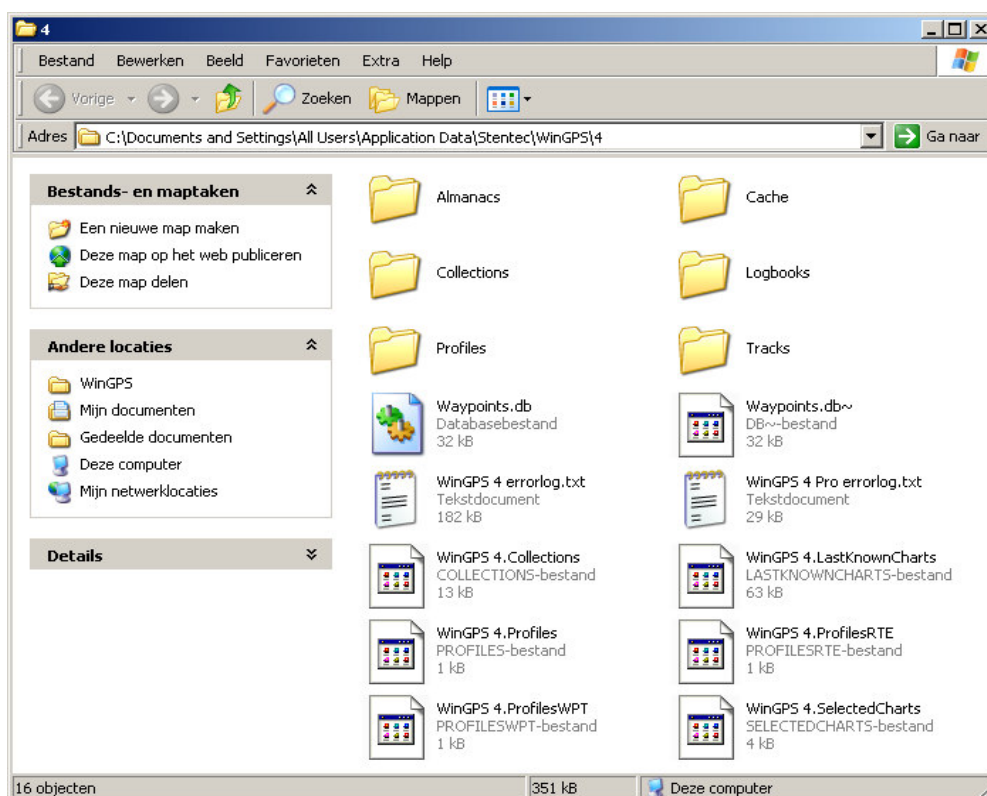 4
Bestand Bewerken Beeld Favorieten Extra Help
Vorige Zoeken Mappen
Adres C:\Documents and Settings\All Users\Application Data\Stentec\WinGPS\4 Ga naar
Bestands- en maptaken
Een nieuwe map maken
Deze map op het web publiceren
Deze map delen
Andere locaties
WinGPS
Mijn documenten
Gedeelde documenten
Deze computer
Mijn netwerklocaties
Details
Almanacs
Cache
Collections
Logbooks
Profiles
Tracks
Waypoints.db
Databasebestand
32 kB
Waypoints.db~
DB~-bestand
32 kB
WinGPS 4 errorlog.txt
Tekstdocument
182 kB
WinGPS 4 Pro errorlog.txt
Tekstdocument
29 kB
WinGPS 4.Collections
COLLECTIONS-bestand
13 kB
WinGPS 4.LastKnownCharts
LASTKNOWNCHARTS-bestand
63 kB
WinGPS 4.Profiles
PROFILES-bestand
1 kB
WinGPS 4.ProfilesRTE
PROFILESRTE-bestand
1 kB
WinGPS 4.ProfilesWPT
PROFILESWPT-bestand
1 kB
WinGPS 4.SelectedCharts
SELECTEDCHARTS-bestand
4 kB
16 objecten 351 kB Deze computer